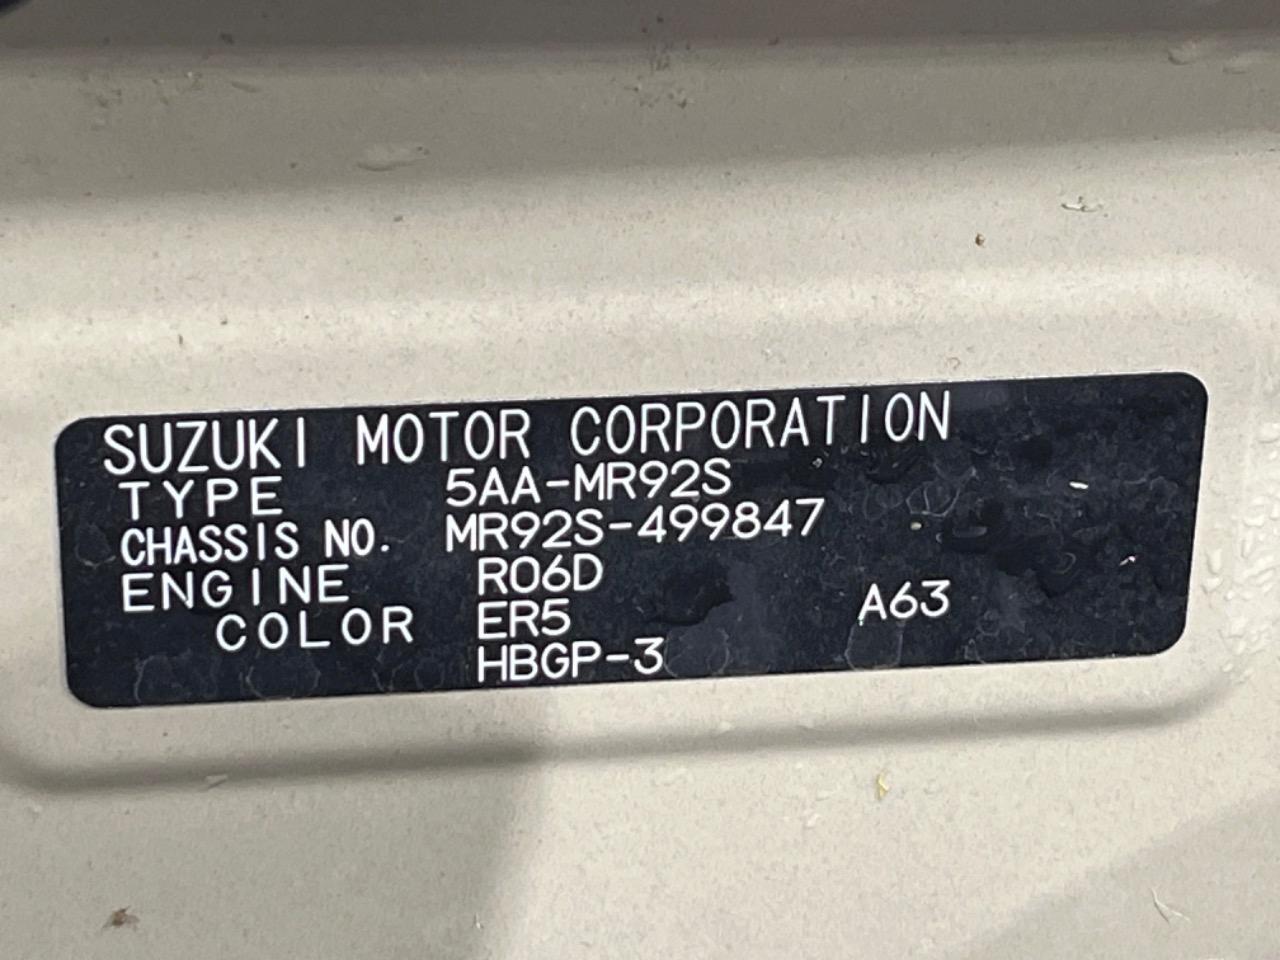 SUZUKI MOTOR CORPORATION
TYPE 5AA-MR92S
CHASSIS NO. MR92S-499847
ENGINE R06D
COLOR ER5 A63
HBGP-3